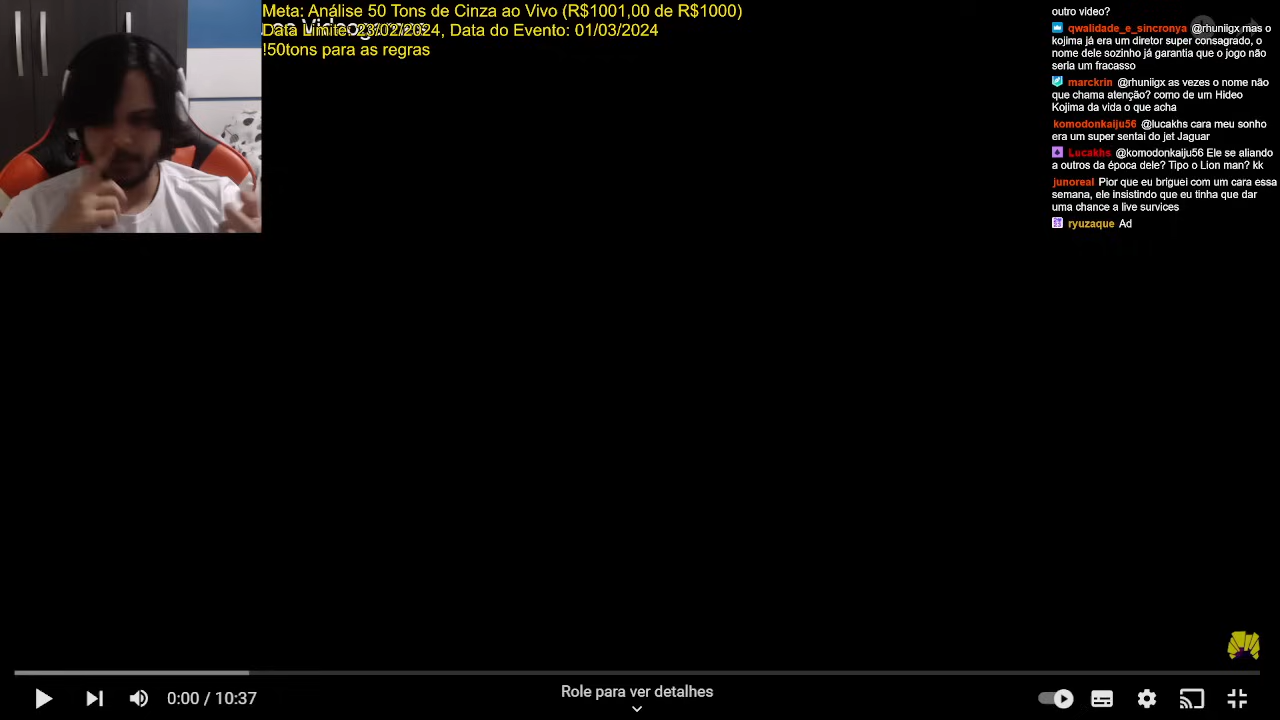 Meta: Análise 50 Tons de Cinza ao Vivo (R$1001,00 de R$1000)
Data Limite: 23/02/2024, Data do Evento: 01/03/2024
!50tons para as regras
outro video?
qwalidade_e_sincronya @rhuniigx mas o
kojima já era um diretor super consagrado, o
nome dele sozinho já garantia que o jogo não
seria um fracasso
marckrin @rhuniigx as vezes o nome não
que chama atenção? como de um Hideo
Kojima da vida o que acha
komodonkaiju56 @lucakhs cara meu sonho
era um super sentai do jet Jaguar
Lucakhs @komodonkaiju56 Ele se aliando
a outros da época dele? Tipo o Lion man? kk
junoreal Pior que eu briguei com um cara essa
semana, ele insistindo que eu tinha que dar
uma chance a live survices
ryuzaque Ad
0:00 / 10:37
Role para ver detalhes